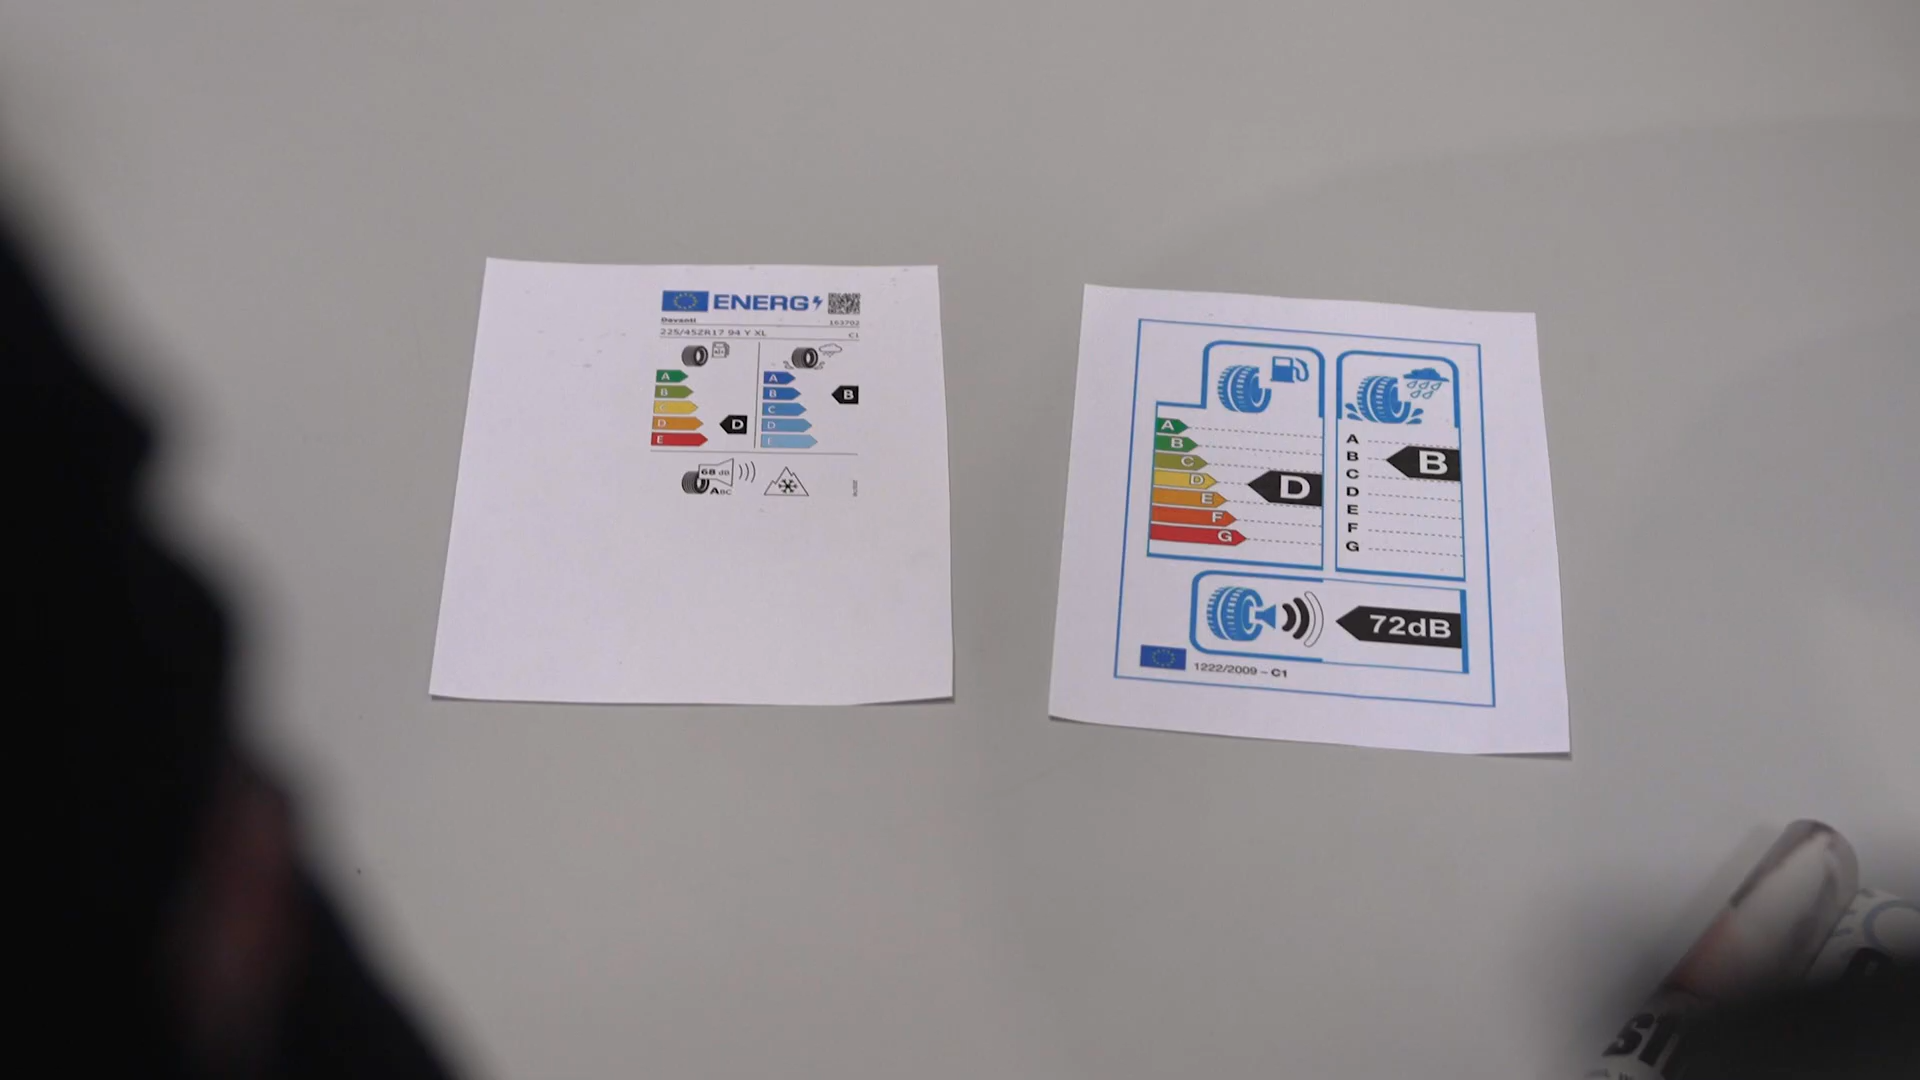 ENERG
Davanti
163702
225/45ZR17 94 Y XL
C1
A
B
C
D
E
D
A
B
C
D
E
B
68 dB
ABC
A
B
C
D
E
F
G
D
A
B
C
D
E
F
G
B
72dB
1222/2009 – C1